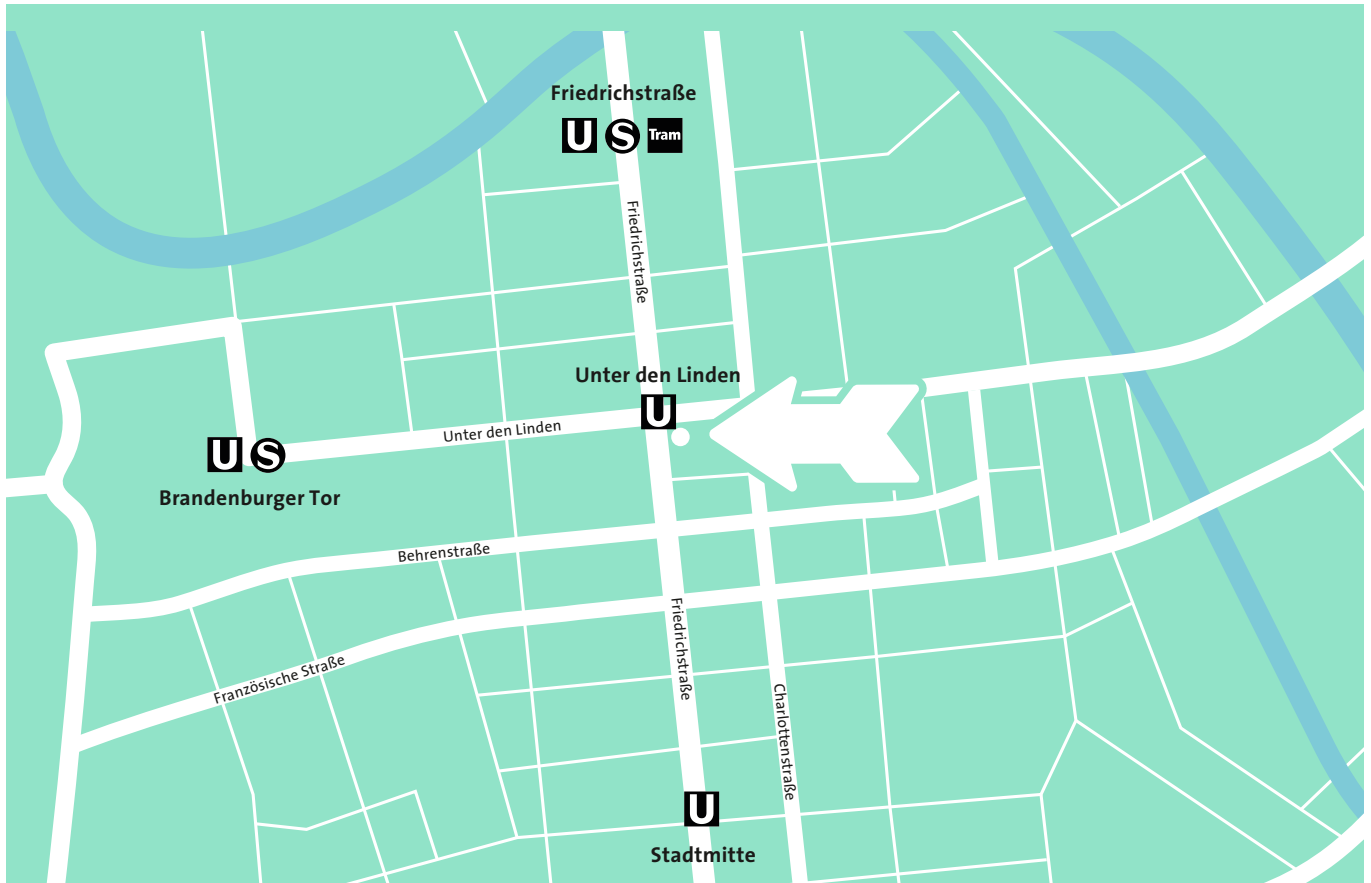 Friedrichstraße
U S Tram
Friedrichstraße
Unter den Linden
U
Unter den Linden
U S
Brandenburger Tor
Behrenstraße
Friedrichstraße
Französische Straße
Charlottenstraße
U
Stadtmitte